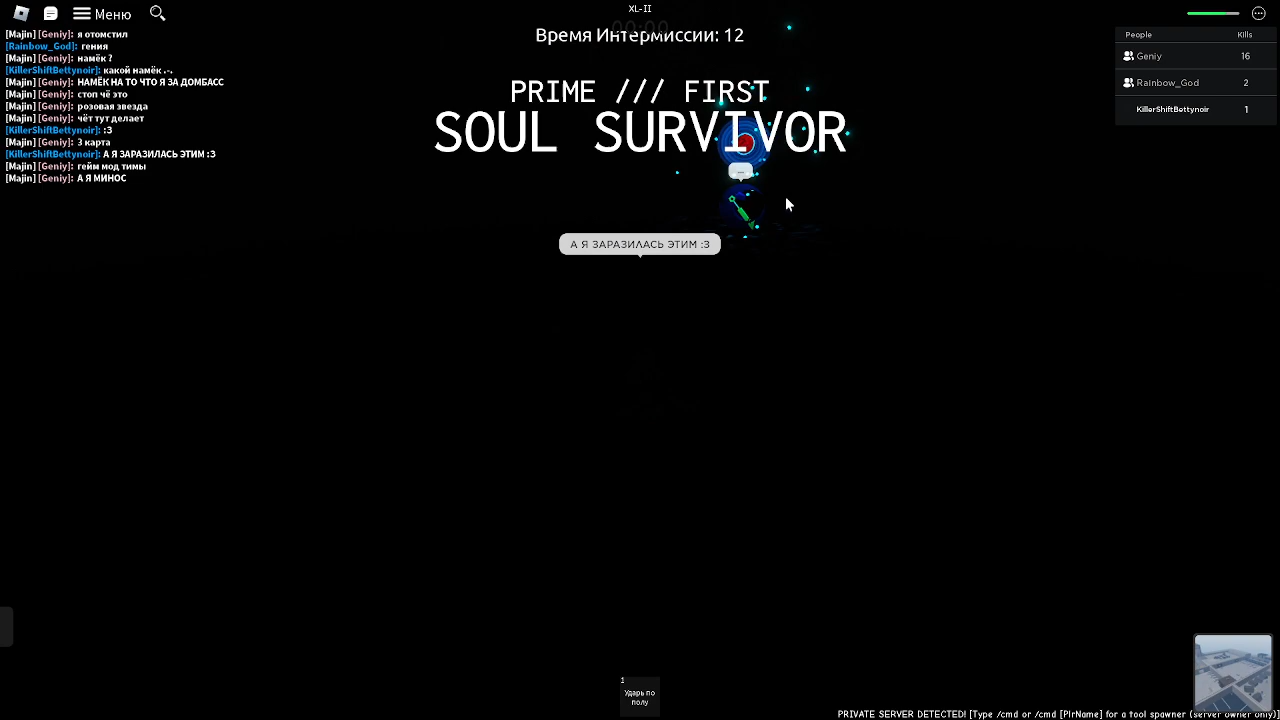 XL-II
Меню
00:00
Время Интермиссии: 12
PRIME /// FIRST
SOUL SURVIVOR
[Majin] [Geniy]: я отомстил
[Rainbow_God]: гения
[Majin] [Geniy]: намёк ?
[KillerShiftBettynoir]: какой намёк .-.
[Majin] [Geniy]: НАМЁК НА ТО ЧТО Я ЗА ДОМБАСС
[Majin] [Geniy]: стоп чё это
[Majin] [Geniy]: розовая звезда
[Majin] [Geniy]: чёт тут делает
[KillerShiftBettynoir]: :3
[Majin] [Geniy]: 3 карта
[KillerShiftBettynoir]: А Я ЗАРАЗИЛАСЬ ЭТИМ :3
[Majin] [Geniy]: гейм мод тимы
[Majin] [Geniy]: А Я МИНОС
People Kills
Geniy 16
Rainbow_God 2
KillerShiftBettynoir 1
...
А Я ЗАРАЗИЛАСЬ ЭТИМ :3
1
Ударь по
полу
PRIVATE SERVER DETECTED! [Type /cmd or /cmd [PlrName] for a tool spawner (server owner only)]